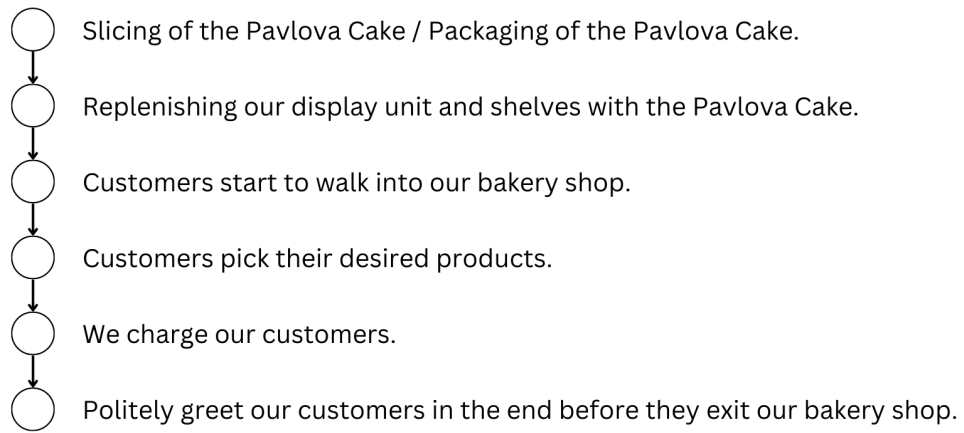 Slicing of the Pavlova Cake / Packaging of the Pavlova Cake.
Replenishing our display unit and shelves with the Pavlova Cake.
Customers start to walk into our bakery shop.
Customers pick their desired products.
We charge our customers.
Politely greet our customers in the end before they exit our bakery shop.